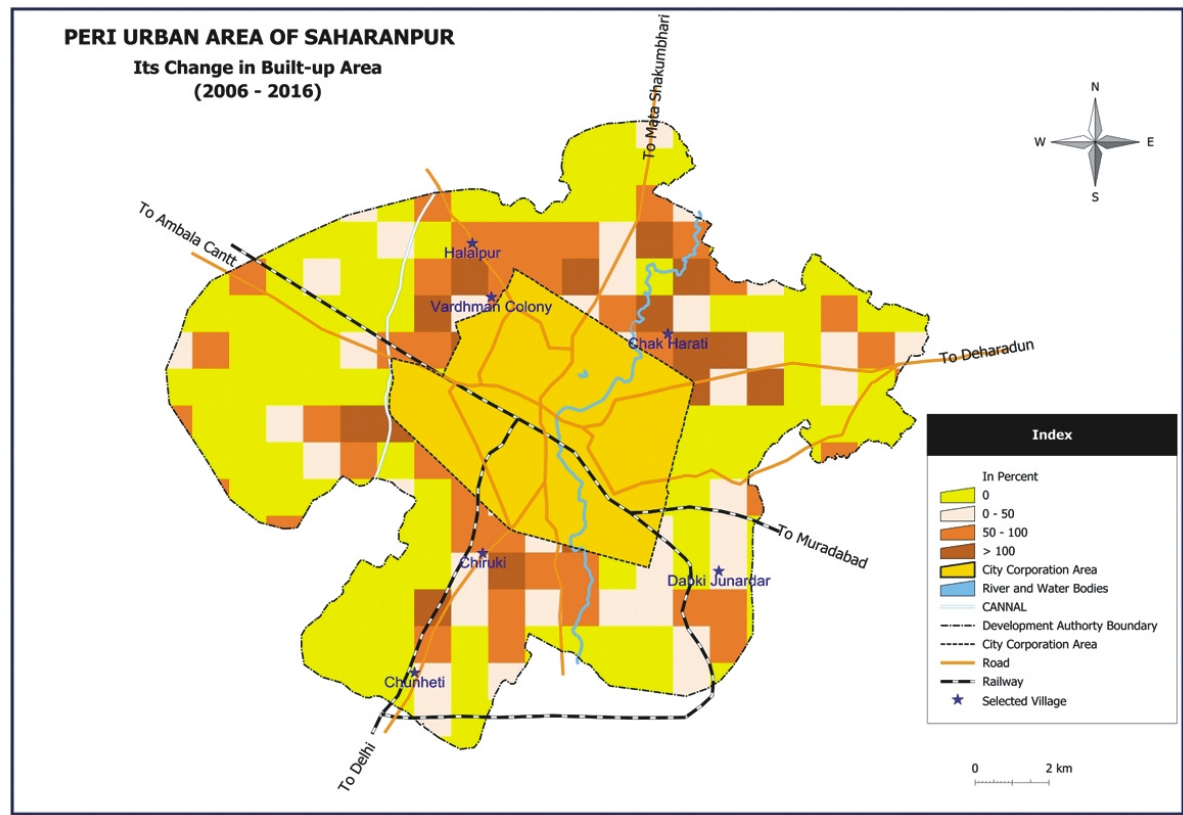 PERI URBAN AREA OF SAHARANPUR
Its Change in Built-up Area
(2006 - 2016)
To Mata Shakumbhari
N
W
E
S
To Ambala Cantt.
Halalpur
Vardhman Colony
Chak Harati
To Deharadun
Index
In Percent
0
0 - 50
50 - 100
> 100
City Corporation Area
River and Water Bodies
CANNAL
Development Authorty Boundary
City Corporation Area
Road
Railway
Selected Village
To Muradabad
Chiruki
Dabki Junardar
Chunheti
To Delhi
0 2 km